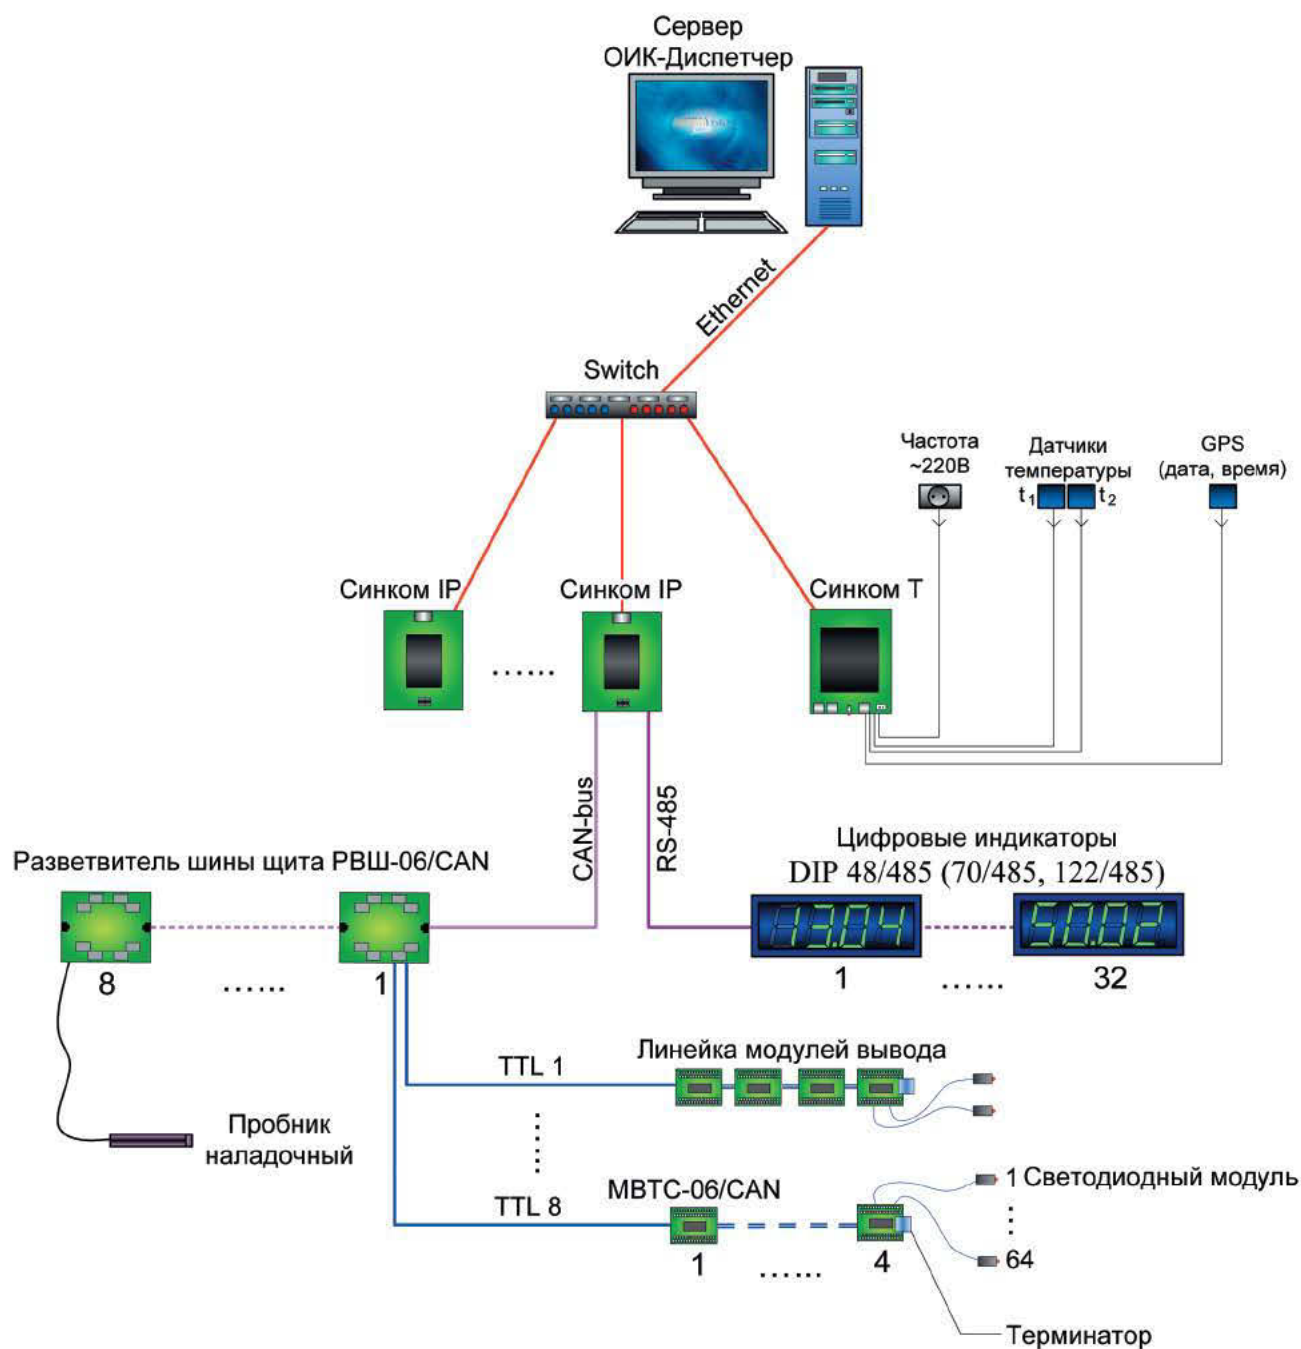 Сервер
ОИК-Диспетчер
Ethernet
Switch
Частота
~220В
Датчики
температуры
t1 t2
GPS
(дата, время)
Синком IP
Синком IP
Синком Т
......
CAN-bus
RS-485
Разветвитель шины щита РВШ-06/CAN
8 ...... 1
Цифровые индикаторы
DIP 48/485 (70/485, 122/485)
13.04
50.02
1 ...... 32
TTL 1
Линейка модулей вывода
Пробник
наладочный
TTL 8
МВТС-06/CAN
1 ...... 4
1 Светодиодный модуль
64
Терминатор